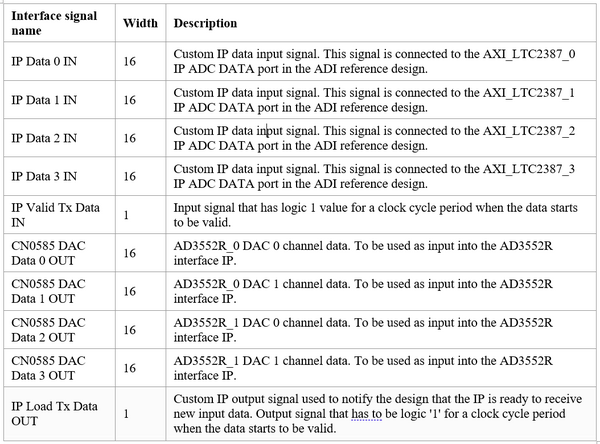 Interface signal name Width Description
IP Data 0 IN 16 Custom IP data input signal. This signal is connected to the AXI_LTC2387_0
IP ADC DATA port in the ADI reference design.
IP Data 1 IN 16 Custom IP data input signal. This signal is connected to the AXI_LTC2387_1
IP ADC DATA port in the ADI reference design.
IP Data 2 IN 16 Custom IP data input signal. This signal is connected to the AXI_LTC2387_2
IP ADC DATA port in the ADI reference design.
IP Data 3 IN 16 Custom IP data input signal. This signal is connected to the AXI_LTC2387_3
IP ADC DATA port in the ADI reference design.
IP Valid Tx Data
IN
1
Input signal that has logic 1 value for a clock cycle period when the data starts
to be valid.
CN0585 DAC
Data 0 OUT
16
AD3552R_0 DAC 0 channel data. To be used as input into the AD3552R
interface IP.
CN0585 DAC
Data 1 OUT
16
AD3552R_0 DAC 1 channel data. To be used as input into the AD3552R
interface IP.
CN0585 DAC
Data 2 OUT
16
AD3552R_1 DAC 0 channel data. To be used as input into the AD3552R
interface IP.
CN0585 DAC
Data 3 OUT
16
AD3552R_1 DAC 1 channel data. To be used as input into the AD3552R
interface IP.
IP Load Tx Data
OUT
1
Custom IP output signal used to notify the design that the IP is ready to receive
new input data. Output signal that has to be logic '1' for a clock cycle period
when the data starts to be valid.